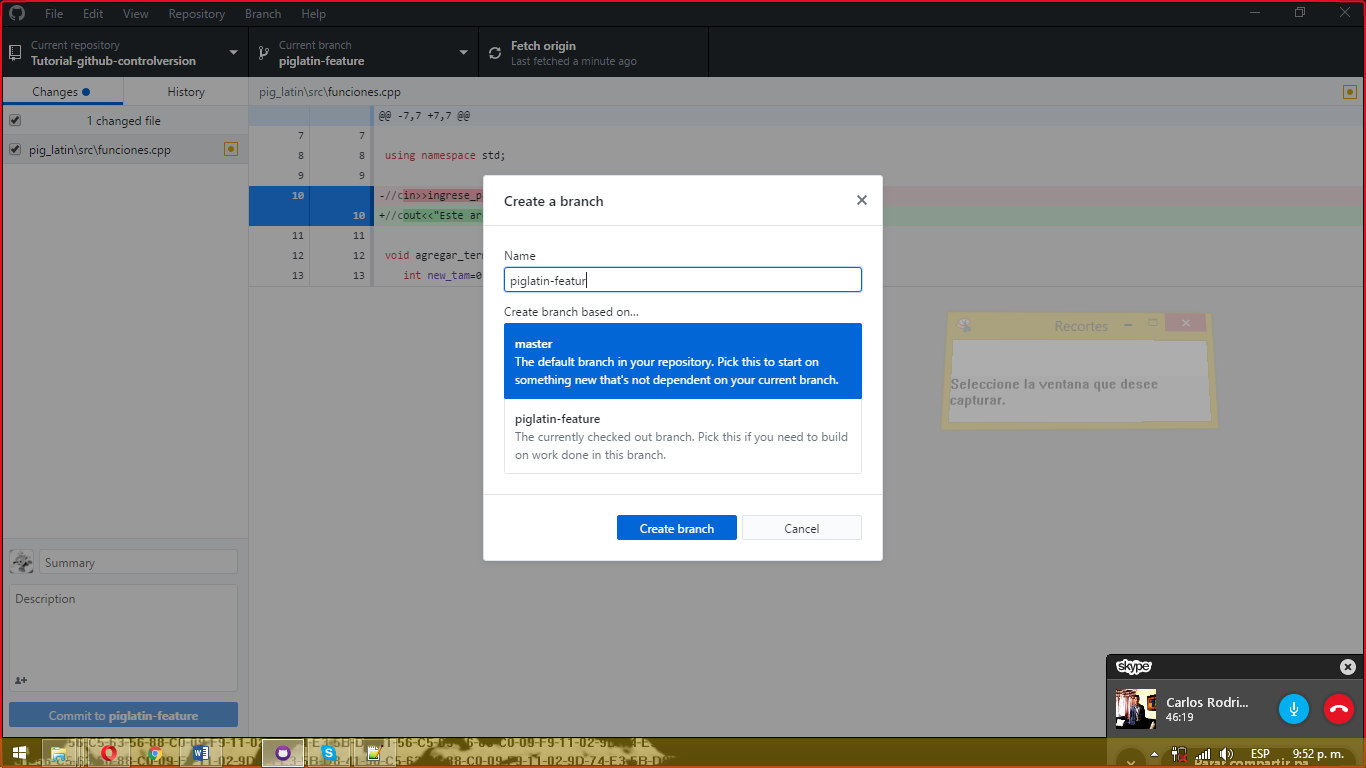 File Edit View Repository Branch Help
Current repository
Tutorial-github-controlversion
Current branch
piglatin-feature
Fetch origin
Last fetched a minute ago
Changes
History
pig_latin\src\funciones.cpp
1 changed file
pig_latin\src\funciones.cpp
@@ -7,7 +7,7 @@
7 7
8 8 using namespace std;
9 9
10 -//cin>>ingrese_p
10 +//cout<<"Este ar
11 11
12 12 void agregar_ter
13 13 int new_tam=0
Create a branch
Name
piglatin-featur
Create branch based on...
master
The default branch in your repository. Pick this to start on
something new that's not dependent on your current branch.
piglatin-feature
The currently checked out branch. Pick this if you need to build
on work done in this branch.
Create branch
Cancel
Recortes
Seleccione la ventana que desee
capturar.
Summary
Description
Commit to piglatin-feature
skype
Carlos Rodri...
46:19
ESP
9:52 p. m.